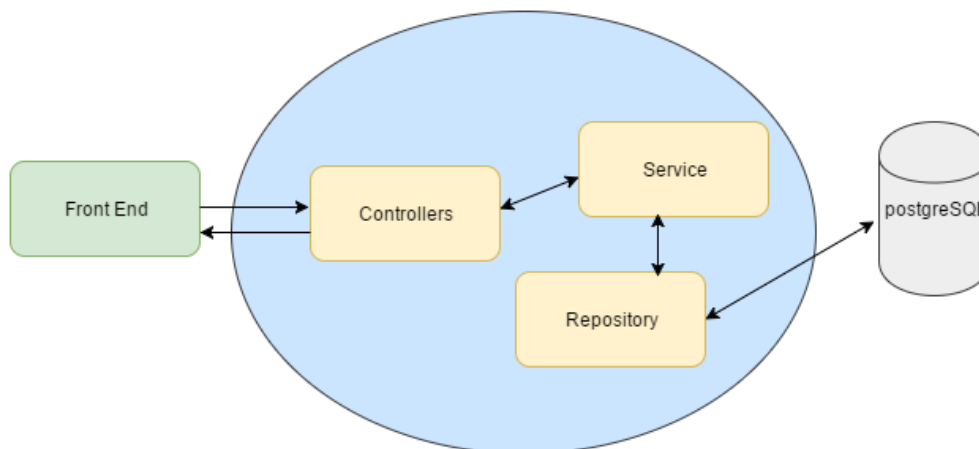 Front End
Controllers
Service
Repository
postgreSQL